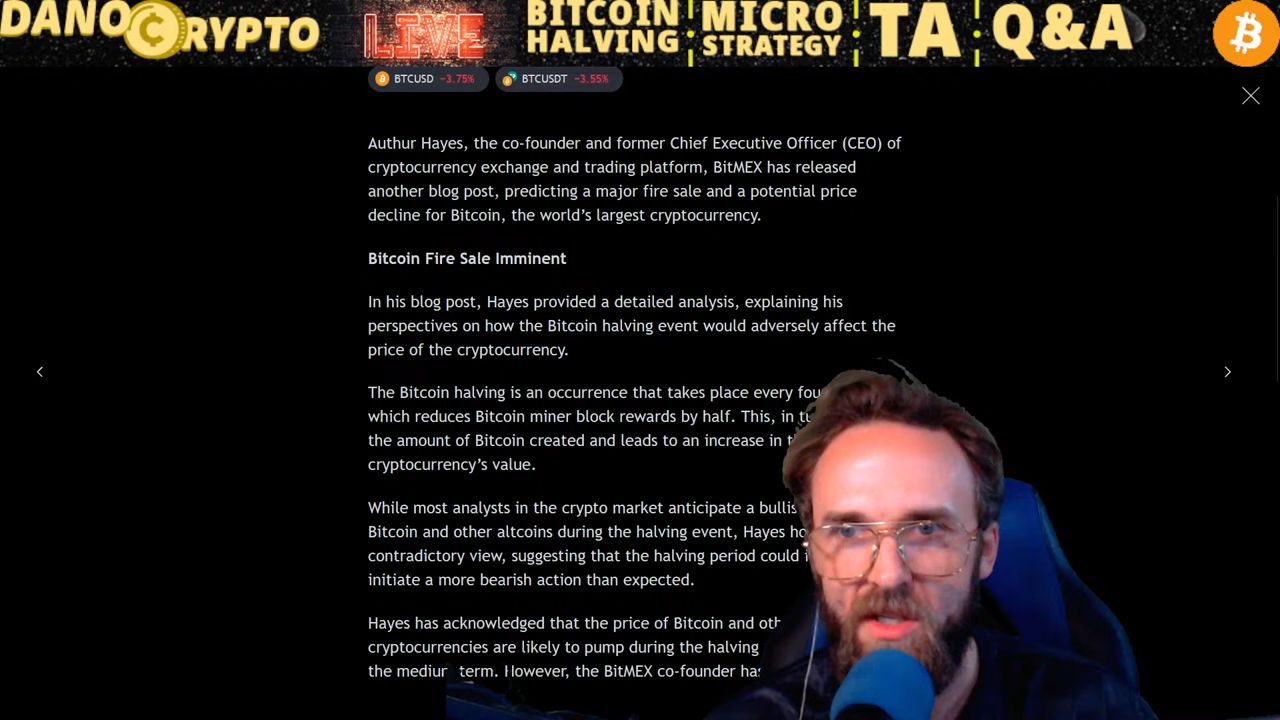 DANO CRYPTO
LIVE
BITCOIN HALVING
MICRO STRATEGY
TA
Q&A
BTCUSD −3.75%
BTCUSDT −3.55%
Authur Hayes, the co-founder and former Chief Executive Officer (CEO) of
cryptocurrency exchange and trading platform, BitMEX has released
another blog post, predicting a major fire sale and a potential price
decline for Bitcoin, the world’s largest cryptocurrency.
Bitcoin Fire Sale Imminent
In his blog post, Hayes provided a detailed analysis, explaining his
perspectives on how the Bitcoin halving event would adversely affect the
price of the cryptocurrency.
The Bitcoin halving is an occurrence that takes place every
which reduces Bitcoin miner block rewards by half. This, in
the amount of Bitcoin created and leads to an increase in
cryptocurrency’s value.
While most analysts in the crypto market anticipate a
Bitcoin and other altcoins during the halving event, Hayes
contradictory view, suggesting that the halving period could
initiate a more bearish action than expected.
Hayes has acknowledged that the price of Bitcoin and
cryptocurrencies are likely to pump during the halving
the medium term. However, the BitMEX co-founder has